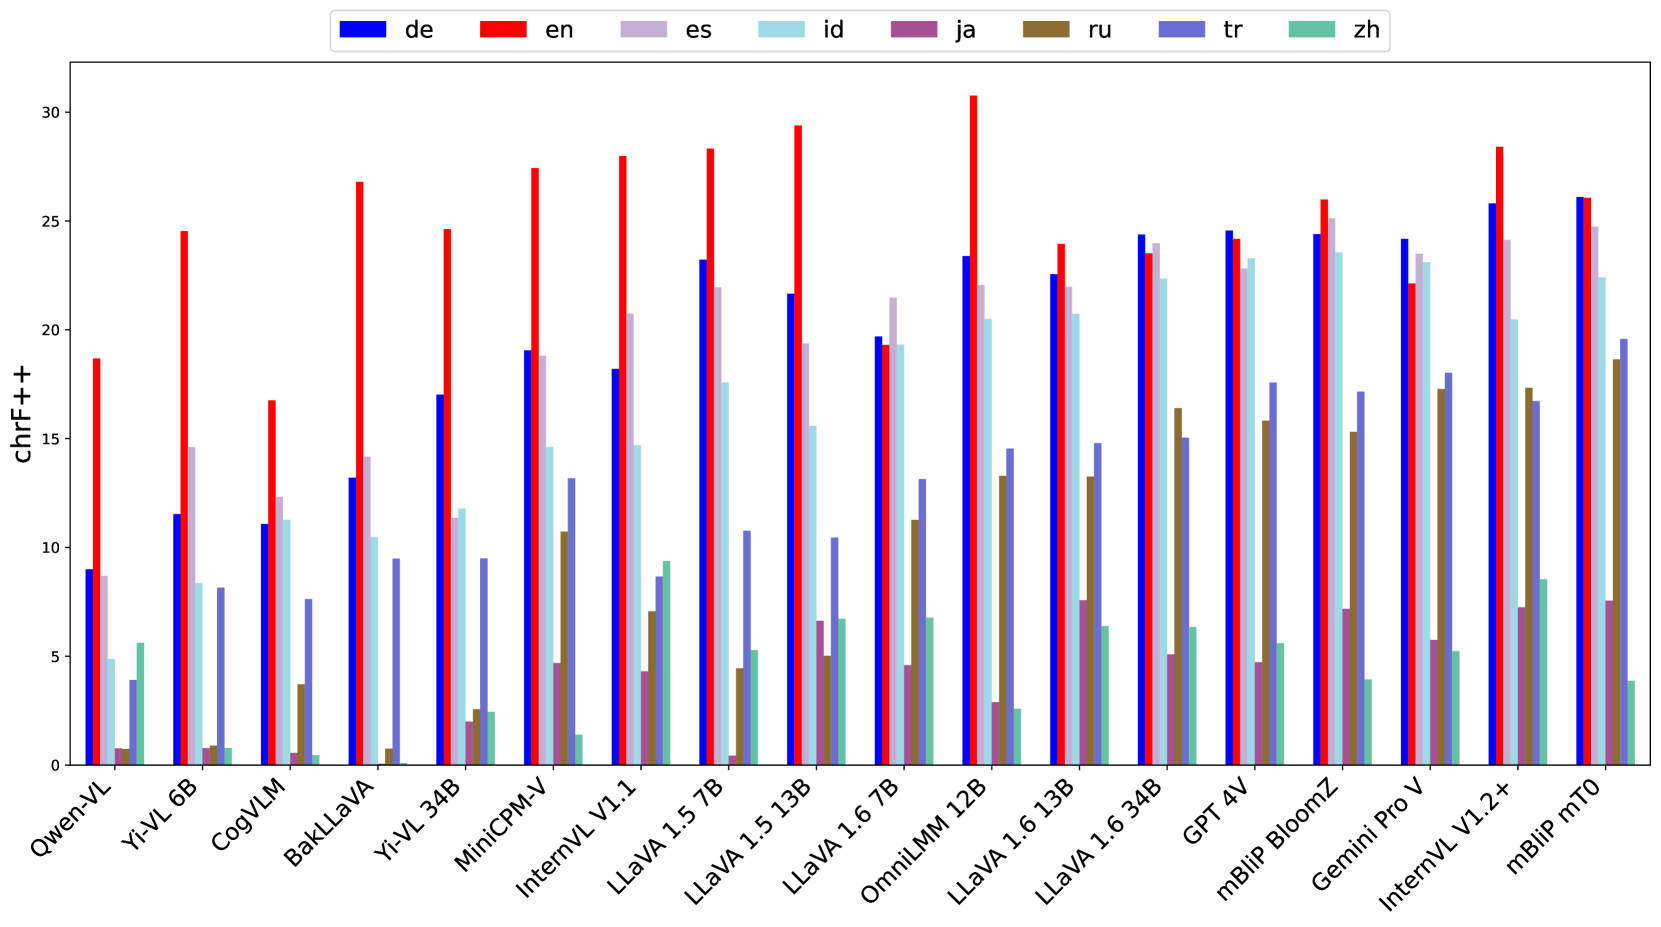 de en es id ja ru tr zh
30
25
20
15
10
5
0
chrF++
Qwen-VL
Yi-VL 6B
CogVLM
BakLLaVA
Yi-VL 34B
MiniCPM-V
InternVL V1.1
LLaVA 1.5 7B
LLaVA 1.5 13B
LLaVA 1.6 7B
OmniLMM 12B
LLaVA 1.6 13B
LLaVA 1.6 34B
GPT 4V
mBliP BloomZ
Gemini Pro V
InternVL V1.2+
mBliP mT0